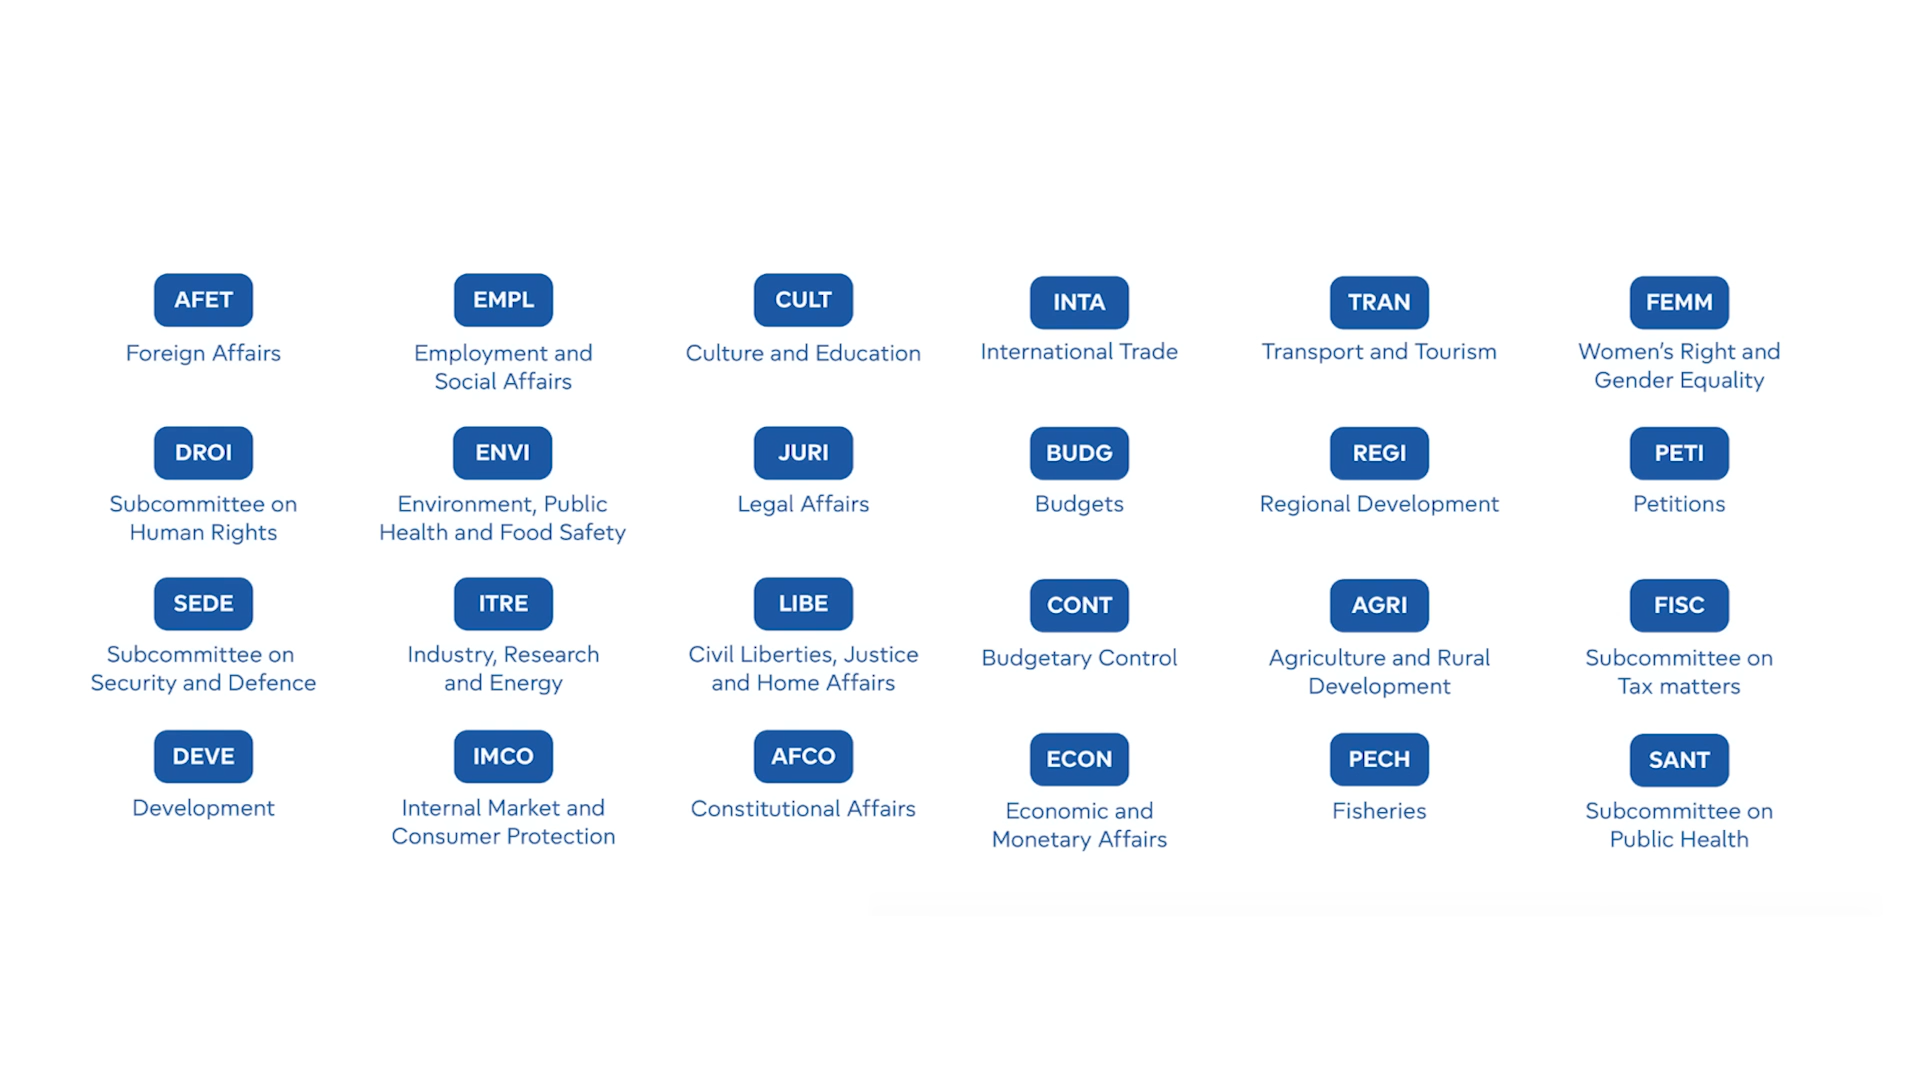 AFET
Foreign Affairs
EMPL
Employment and
Social Affairs
CULT
Culture and Education
INTA
International Trade
TRAN
Transport and Tourism
FEMM
Women's Right and
Gender Equality
DROI
Subcommittee on
Human Rights
ENVI
Environment, Public
Health and Food Safety
JURI
Legal Affairs
BUDG
Budgets
REGI
Regional Development
PETI
Petitions
SEDE
Subcommittee on
Security and Defence
ITRE
Industry, Research
and Energy
LIBE
Civil Liberties, Justice
and Home Affairs
CONT
Budgetary Control
AGRI
Agriculture and Rural
Development
FISC
Subcommittee on
Tax matters
DEVE
Development
IMCO
Internal Market and
Consumer Protection
AFCO
Constitutional Affairs
ECON
Economic and
Monetary Affairs
PECH
Fisheries
SANT
Subcommittee on
Public Health